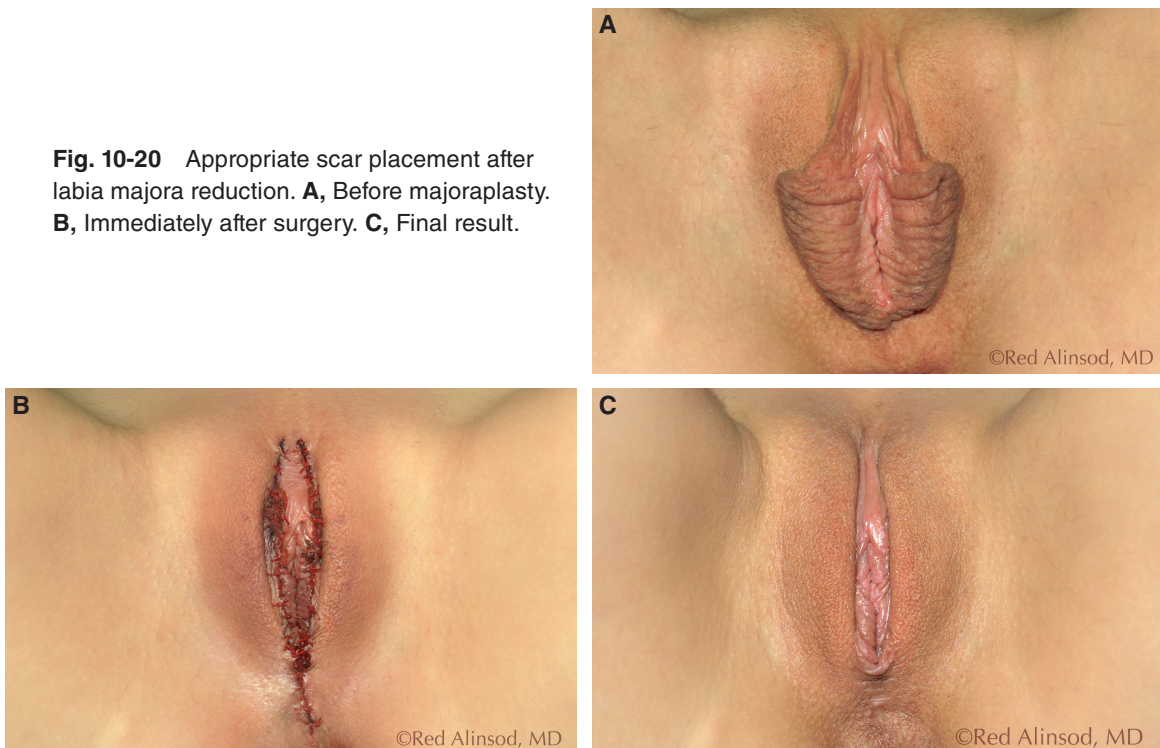 A
Fig. 10-20 Appropriate scar placement after
labia majora reduction. A, Before majoraplasty.
B, Immediately after surgery. C, Final result.
©Red Alinsod, MD
B
C
©Red Alinsod, MD
©Red Alinsod, MD